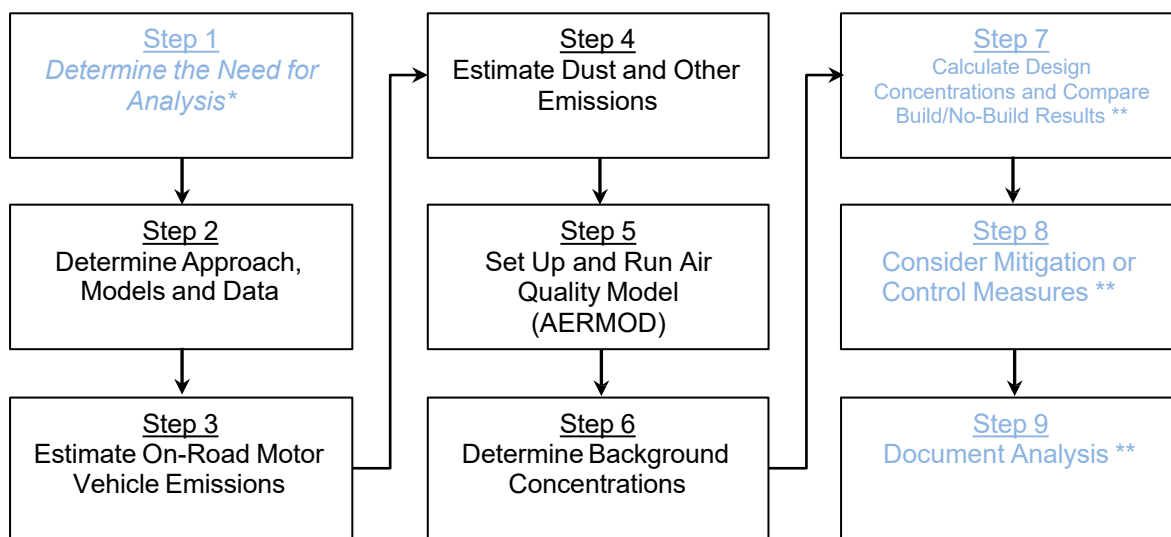 Step 1
Determine the Need for
Analysis*
Step 2
Determine Approach,
Models and Data
Step 3
Estimate On-Road Motor
Vehicle Emissions
Step 4
Estimate Dust and Other
Emissions
Step 5
Set Up and Run Air
Quality Model
(AERMOD)
Step 6
Determine Background
Concentrations
Step 7
Calculate Design
Concentrations and Compare
Build/No-Build Results **
Step 8
Consider Mitigation or
Control Measures **
Step 9
Document Analysis **